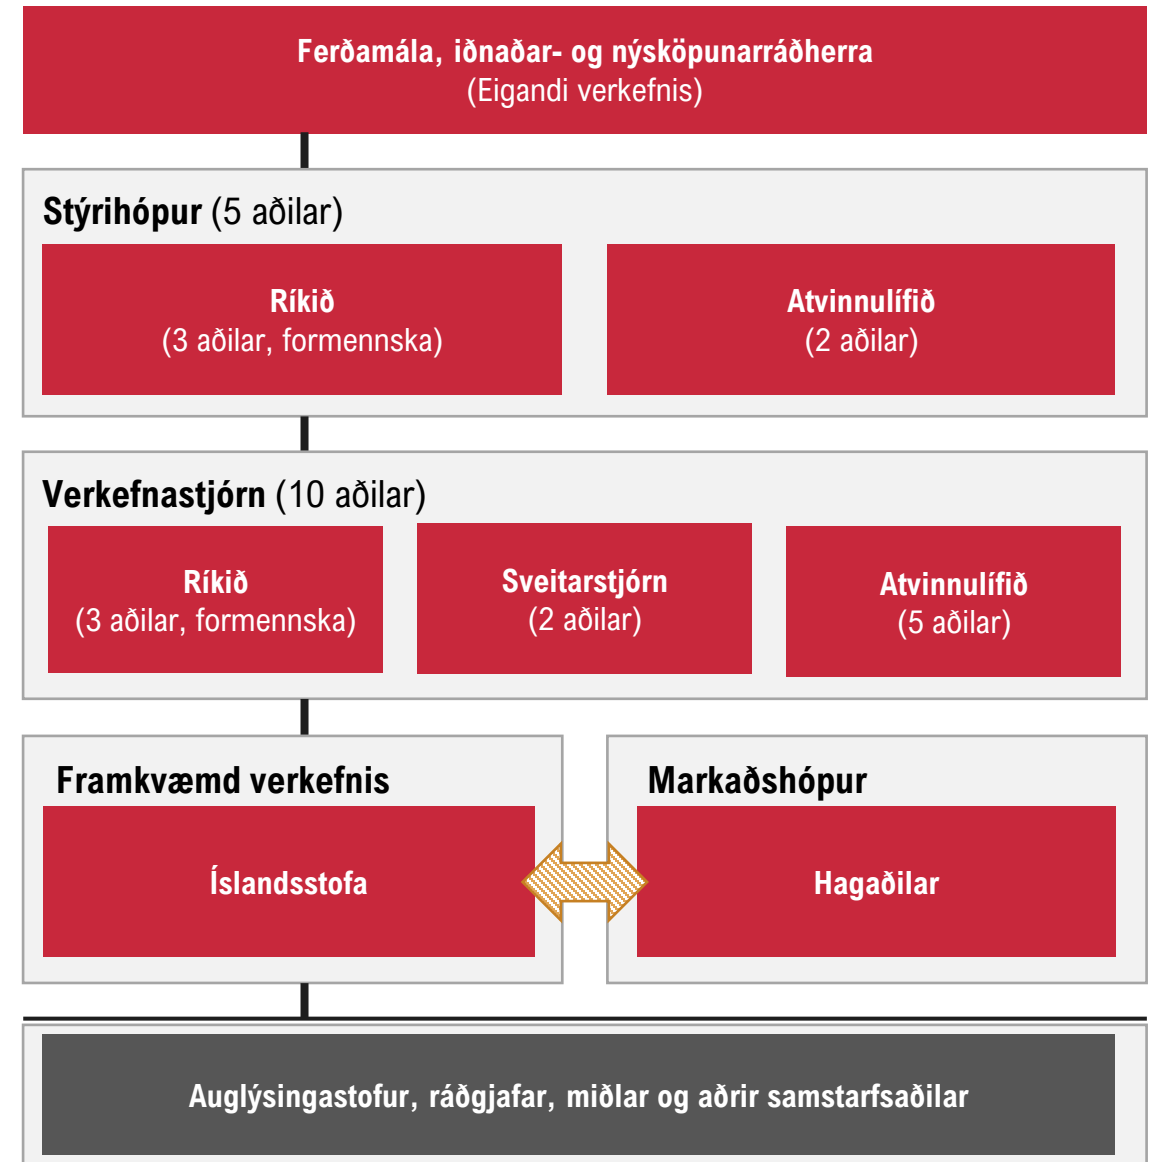 Ferðamála, iðnaðar- og nýsköpunarráðherra
(Eigandi verkefnis)
Stýrihópur (5 aðilar)
Ríkið
(3 aðilar, formennska)
Atvinnulífið
(2 aðilar)
Verkefnastjórn (10 aðilar)
Ríkið
(3 aðilar, formennska)
Sveitarstjórn
(2 aðilar)
Atvinnulífið
(5 aðilar)
Framkvæmd verkefnis
Íslandsstofa
Markaðshópur
Hagaðilar
Auglýsingastofur, ráðgjafar, miðlar og aðrir samstarfsaðilar